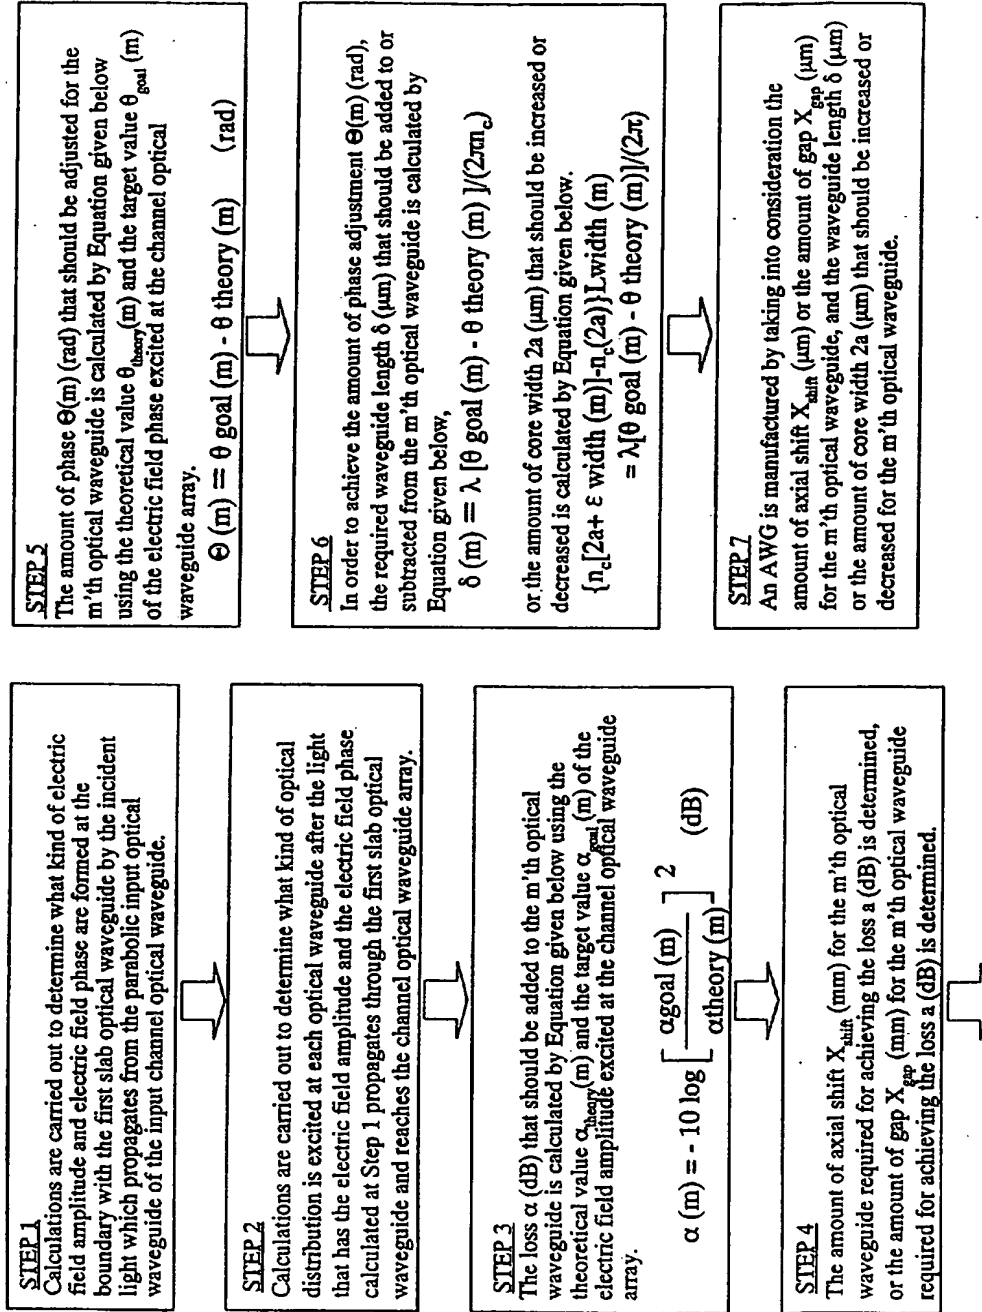 STEP 1
Calculations are carried out to determine what kind of electric
field amplitude and electric field phase are formed at the
boundary with the first slab optical waveguide by the incident
light which propagates from the parabolic input optical
waveguide of the input channel optical waveguide.
STEP 2
Calculations are carried out to determine what kind of optical
distribution is excited at each optical waveguide after the light
that has the electric field amplitude and the electric field phase
calculated at Step 1 propagates through the first slab optical
waveguide and reaches the channel optical waveguide array.
STEP 3
The loss α (dB) that should be added to the m'th optical
waveguide is calculated by Equation given below using the
theoretical value α_theory(m) and the target value α_goal (m) of the
electric field amplitude excited at the channel optical waveguide
array.
α (m) = - 10 log [ αgoal (m) / αtheory (m) ] 2 (dB)
STEP 4
The amount of axial shift X_shift (mm) for the m'th optical
waveguide required for achieving the loss a (dB) is determined,
or the amount of gap X_gap (mm) for the m'th optical waveguide
required for achieving the loss a (dB) is determined.
STEP 5
The amount of phase Θ(m) (rad) that should be adjusted for the
m'th optical waveguide is calculated by Equation given below
using the theoretical value θ_theory(m) and the target value θ_goal (m)
of the electric field phase excited at the channel optical
waveguide array.
Θ (m) = θ goal (m) - θ theory (m) (rad)
STEP 6
In order to achieve the amount of phase adjustment Θ(m) (rad),
the required waveguide length δ (μm) that should be added to or
subtracted from the m'th optical waveguide is calculated by
Equation given below,
δ (m) = λ [θ goal (m) - θ theory (m) ]/(2πn_c)
or the amount of core width 2a (μm) that should be increased or
decreased is calculated by Equation given below.
{n_c[2a+ ε width (m)]-n_c(2a)}Lwidth (m)
= λ[θ goal (m) - θ theory (m)]/(2π)
STEP 7
An AWG is manufactured by taking into consideration the
amount of axial shift X_shift (μm) or the amount of gap X_gap (μm)
for the m'th optical waveguide, and the waveguide length δ (μm)
or the amount of core width 2a (μm) that should be increased or
decreased for the m'th optical waveguide.